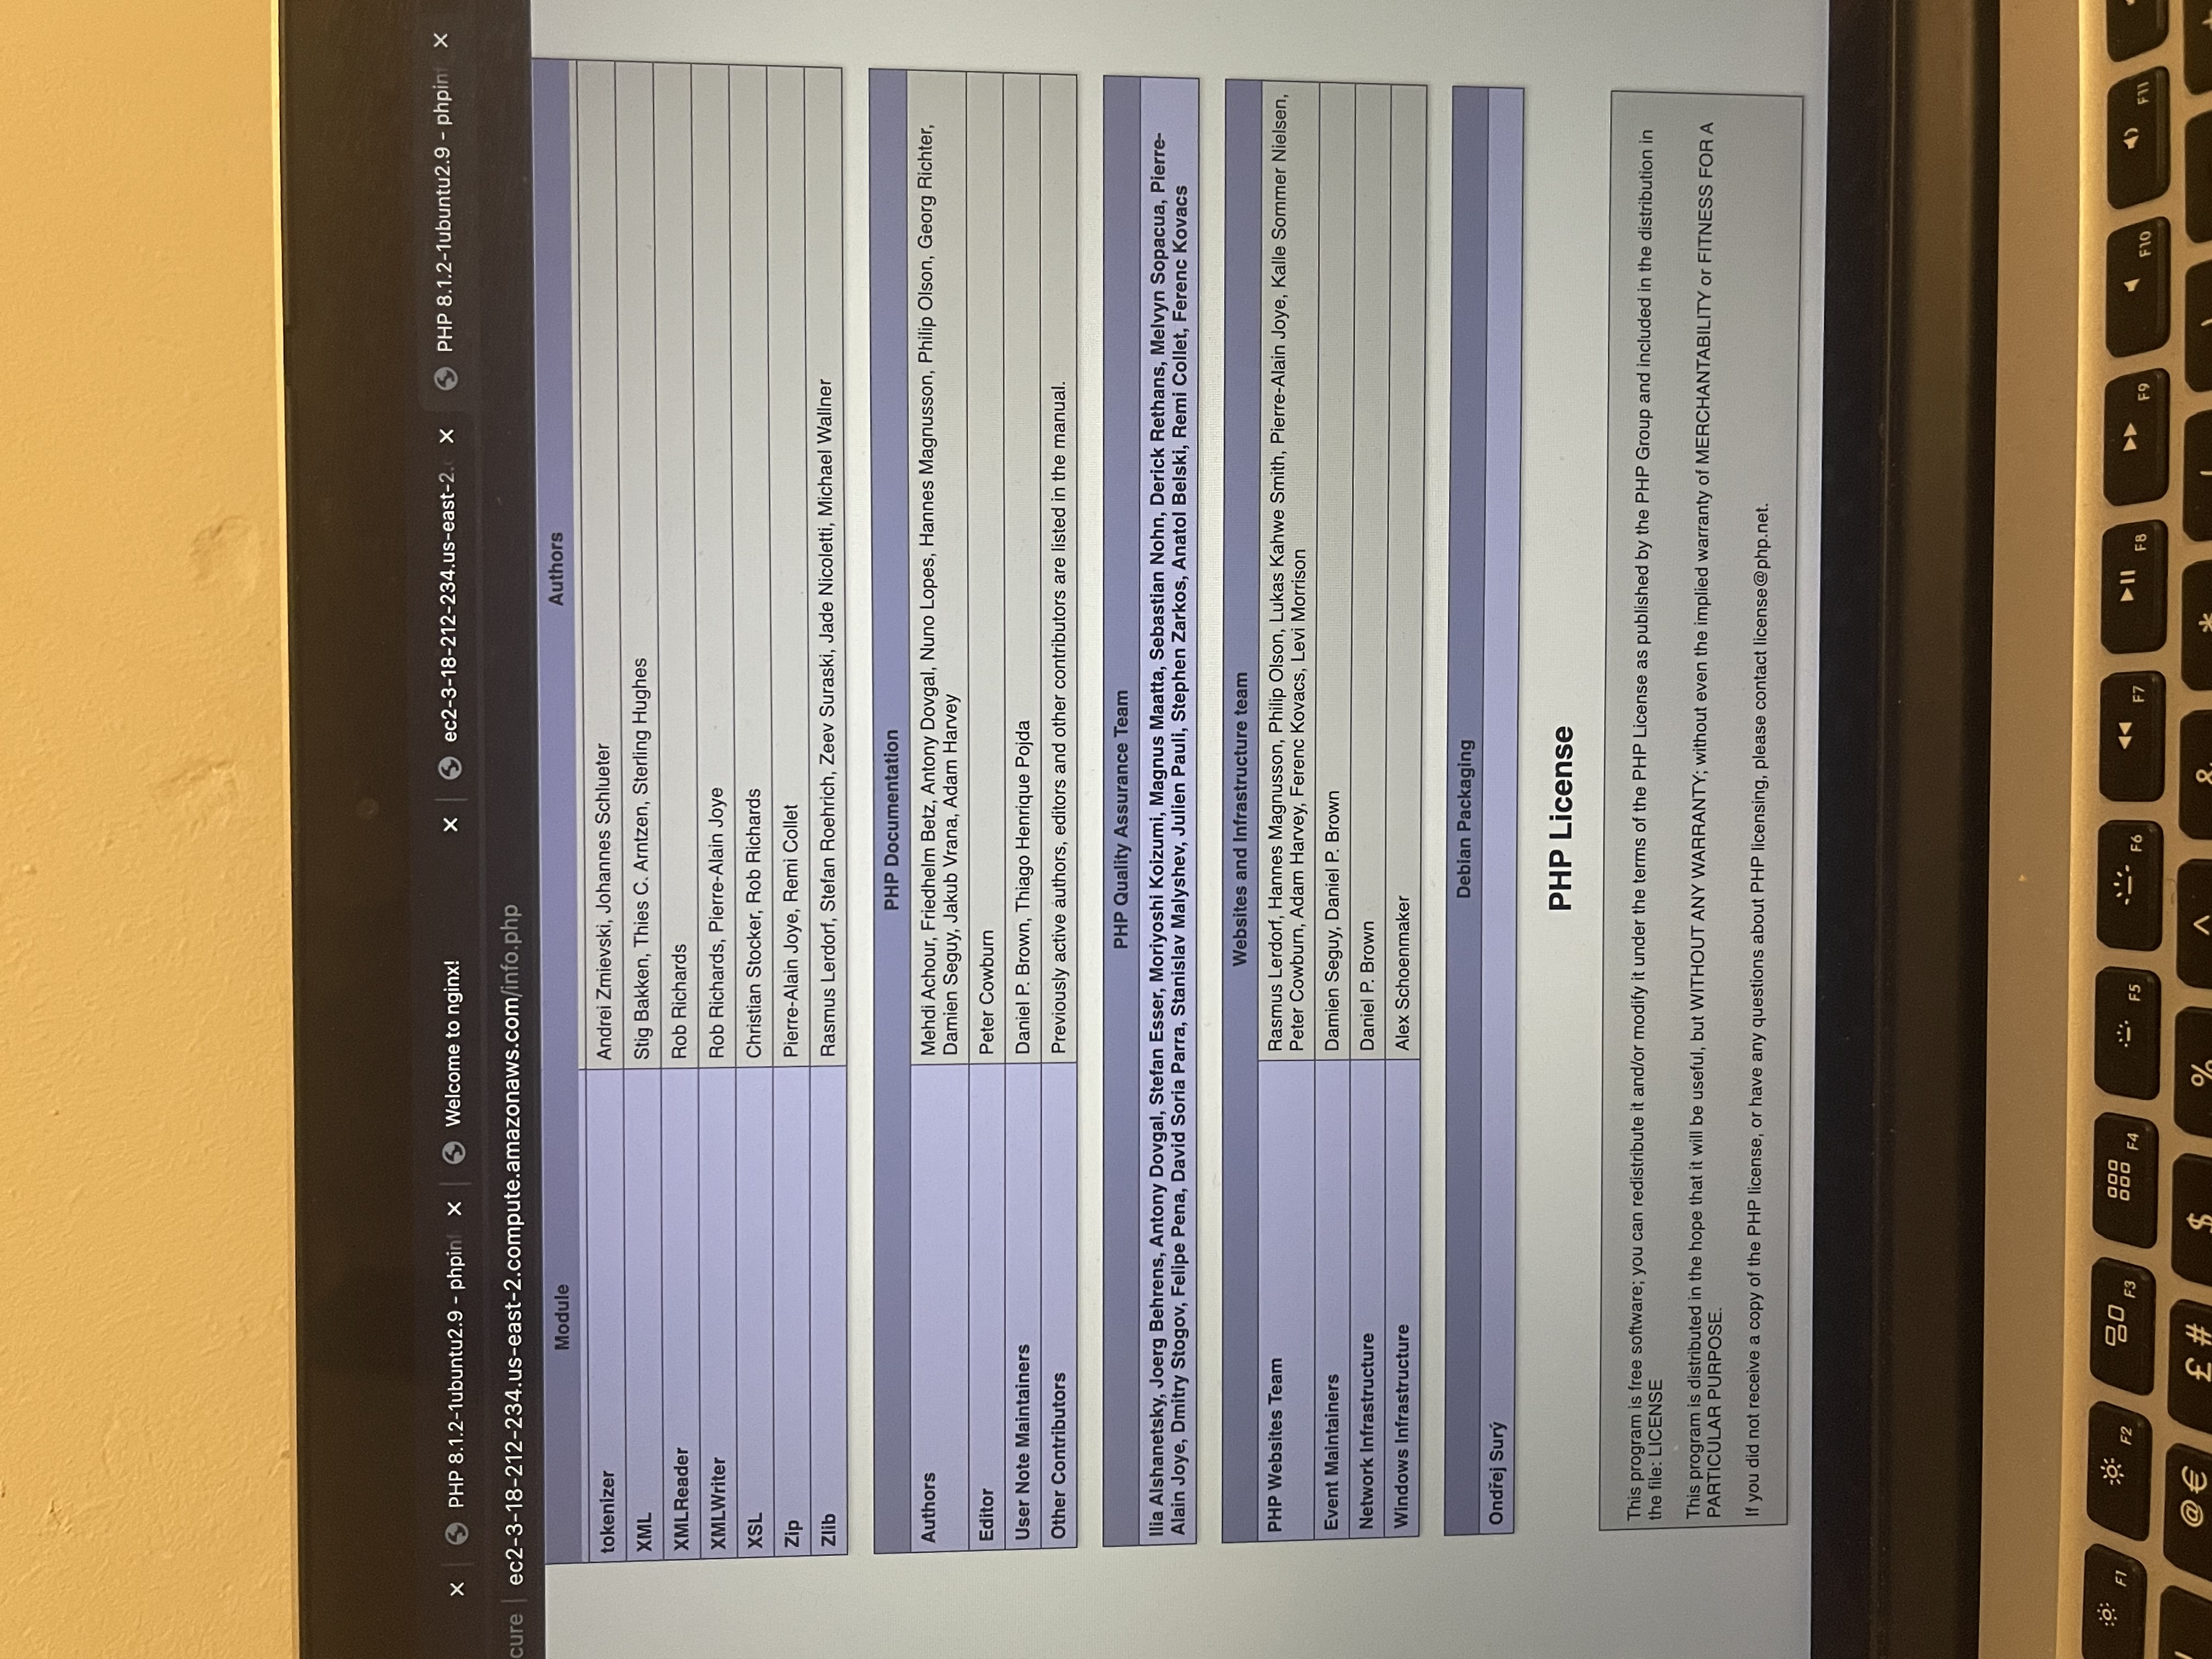 PHP 8.1.2-1ubuntu2.9 - phpinf
Welcome to nginx!
ec2-3-18-212-234.us-east-2.
PHP 8.1.2-1ubuntu2.9 - phpinf
cure | ec2-3-18-212-234.us-east-2.compute.amazonaws.com/info.php
Module Authors
tokenizer Andrei Zmievski, Johannes Schlueter
XML Stig Bakken, Thies C. Arntzen, Sterling Hughes
XMLReader Rob Richards
XMLWriter Rob Richards, Pierre-Alain Joye
XSL Christian Stocker, Rob Richards
Zip Pierre-Alain Joye, Remi Collet
Zlib Rasmus Lerdorf, Stefan Roehrich, Zeev Suraski, Jade Nicoletti, Michael Wallner
PHP Documentation
Authors Mehdi Achour, Friedhelm Betz, Antony Dovgal, Nuno Lopes, Hannes Magnusson, Philip Olson, Georg Richter,
Damien Seguy, Jakub Vrana, Adam Harvey
Editor Peter Cowburn
User Note Maintainers Daniel P. Brown, Thiago Henrique Pojda
Other Contributors Previously active authors, editors and other contributors are listed in the manual.
PHP Quality Assurance Team
Ilia Alshanetsky, Joerg Behrens, Antony Dovgal, Stefan Esser, Moriyoshi Koizumi, Magnus Maatta, Sebastian Nohn, Derick Rethans, Melvyn Sopacua, Pierre-
Alain Joye, Dmitry Stogov, Felipe Pena, David Soria Parra, Stanislav Malyshev, Julien Pauli, Stephen Zarkos, Anatol Belski, Remi Collet, Ferenc Kovacs
Websites and Infrastructure team
PHP Websites Team Rasmus Lerdorf, Hannes Magnusson, Philip Olson, Lukas Kahwe Smith, Pierre-Alain Joye, Kalle Sommer Nielsen,
Peter Cowburn, Adam Harvey, Ferenc Kovacs, Levi Morrison
Event Maintainers Damien Seguy, Daniel P. Brown
Network Infrastructure Daniel P. Brown
Windows Infrastructure Alex Schoenmaker
Debian Packaging
Ondřej Surý
PHP License
This program is free software; you can redistribute it and/or modify it under the terms of the PHP License as published by the PHP Group and included in the distribution in
the file: LICENSE
This program is distributed in the hope that it will be useful, but WITHOUT ANY WARRANTY; without even the implied warranty of MERCHANTABILITY or FITNESS FOR A
PARTICULAR PURPOSE.
If you did not receive a copy of the PHP license, or have any questions about PHP licensing, please contact license@php.net.
F1 F2 F3 F4 F5 F6 F7 F8 F9 F10 F11
@ € £ # $ % ^ & * ( )